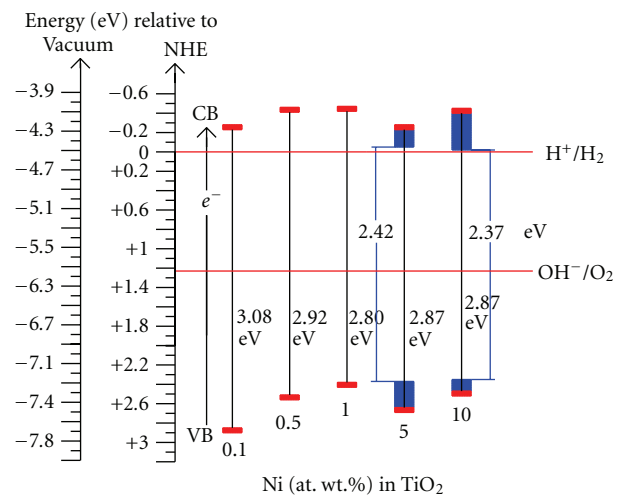 Energy (eV) relative to
Vacuum
NHE
−3.9
−4.3
−4.7
−5.1
−5.5
−6.3
−6.7
−7.1
−7.4
−7.8
−0.6
−0.2
0
+0.2
+0.6
+1
+1.4
+1.8
+2.2
+2.6
+3
CB
e−
VB
H+/H2
OH−/O2
2.42
2.37 eV
3.08
eV
2.92
eV
2.80
eV
2.87
eV
2.87
eV
0.1
0.5
1
5
10
Ni (at. wt.%) in TiO2